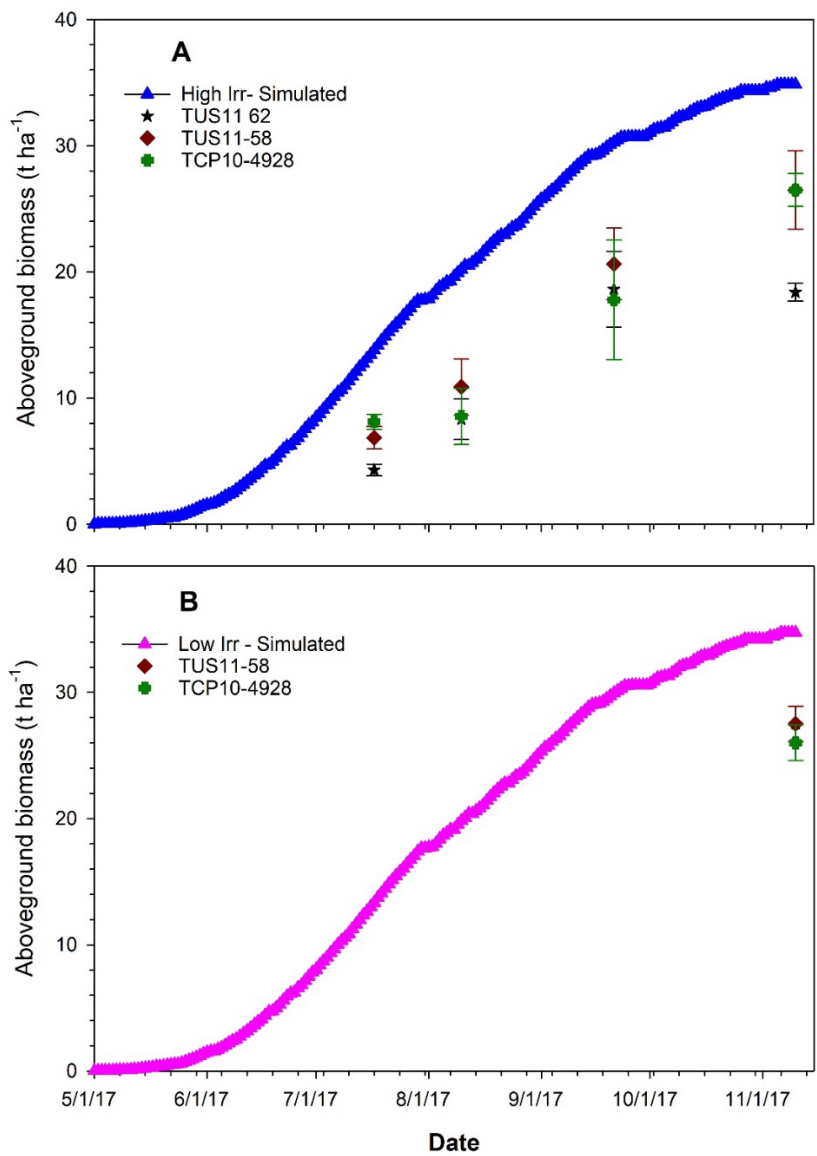 40
A
High Irr- Simulated
TUS11 62
TUS11-58
TCP10-4928
30
20
10
0
Aboveground biomass (t ha⁻¹)
40
B
Low Irr - Simulated
TUS11-58
TCP10-4928
30
20
10
0
Aboveground biomass (t ha⁻¹)
5/1/17 6/1/17 7/1/17 8/1/17 9/1/17 10/1/17 11/1/17
Date